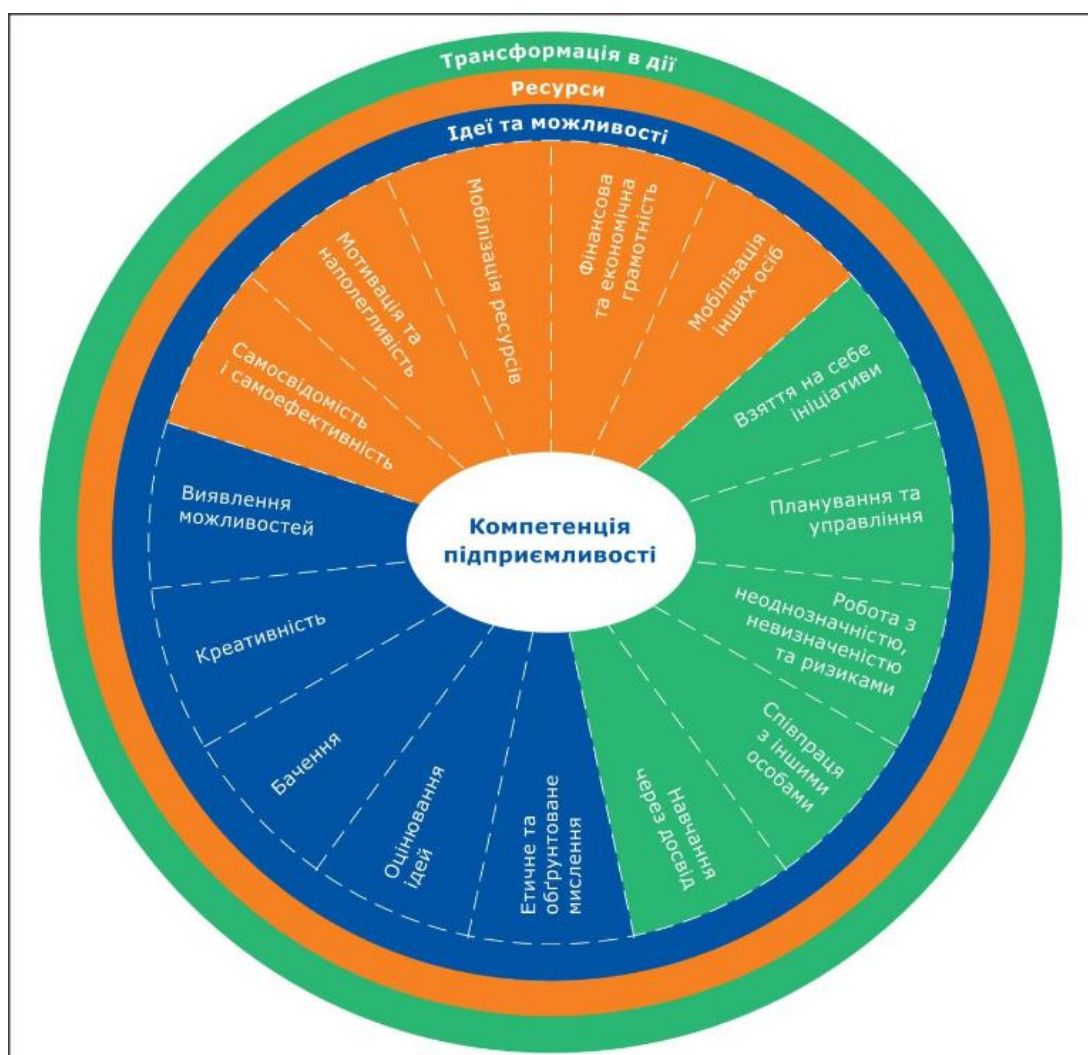 Трансформація в дії
Ресурси
Ідеї та можливості
Самосвідомість
і самоефективність
Мотивація та
наполегливість
Мобілізація ресурсів
Фінансова
та економічна
грамотність
Мобілізація
інших осіб
Взяття на себе
ініціативи
Планування та
управління
Робота з
неоднозначністю,
невизначеністю
та ризиками
Співпраця
з іншими
особами
Навчання
через досвід
Етичне та
обґрунтоване
мислення
Оцінювання
ідей
Бачення
Креативність
Виявлення
можливостей
Компетенція
підприємливості